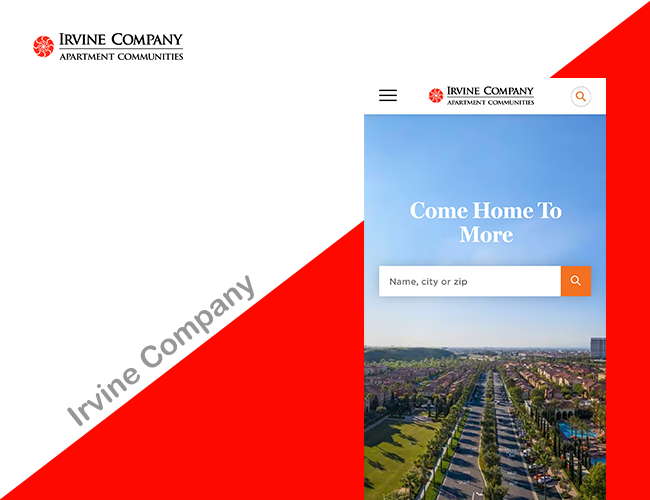 IRVINE COMPANY
APARTMENT COMMUNITIES
IRVINE COMPANY
APARTMENT COMMUNITIES
Come Home To
More
Name, city or zip
Irvine Company